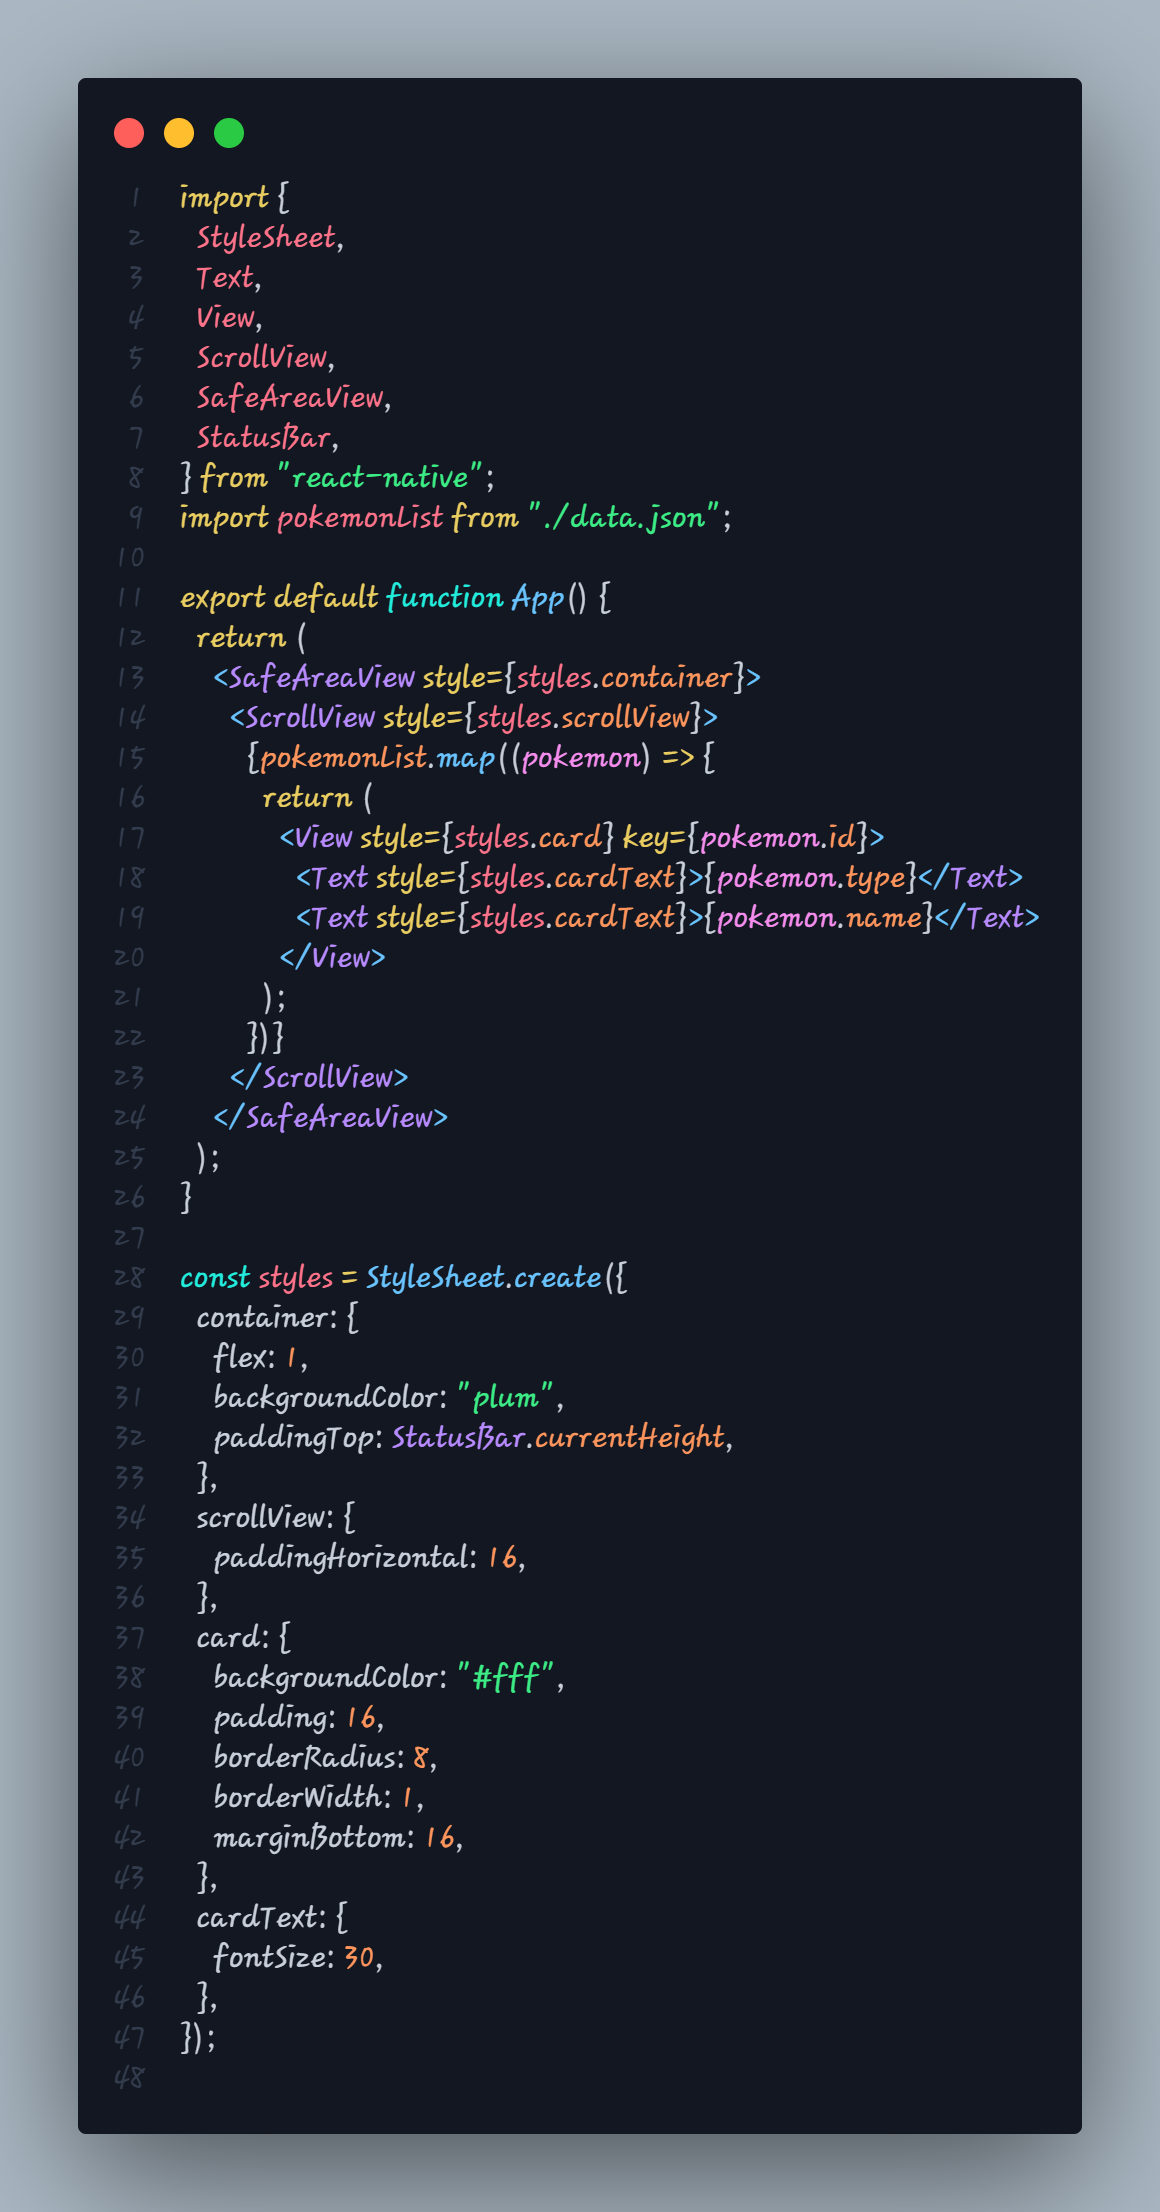 1 import {
2 StyleSheet,
3 Text,
4 View,
5 ScrollView,
6 SafeAreaView,
7 StatusBar,
8 } from "react-native";
9 import pokemonList from "./data.json";
10
11 export default function App() {
12 return (
13 <SafeAreaView style={styles.container}>
14 <ScrollView style={styles.scrollView}>
15 {pokemonList.map((pokemon) => {
16 return (
17 <View style={styles.card} key={pokemon.id}>
18 <Text style={styles.cardText}>{pokemon.type}</Text>
19 <Text style={styles.cardText}>{pokemon.name}</Text>
20 </View>
21 );
22 })}
23 </ScrollView>
24 </SafeAreaView>
25 );
26 }
27
28 const styles = StyleSheet.create({
29 container: {
30 flex: 1,
31 backgroundColor: "plum",
32 paddingTop: StatusBar.currentHeight,
33 },
34 scrollView: {
35 paddingHorizontal: 16,
36 },
37 card: {
38 backgroundColor: "#fff",
39 padding: 16,
40 borderRadius: 8,
41 borderWidth: 1,
42 marginBottom: 16,
43 },
44 cardText: {
45 fontSize: 30,
46 },
47 });
48